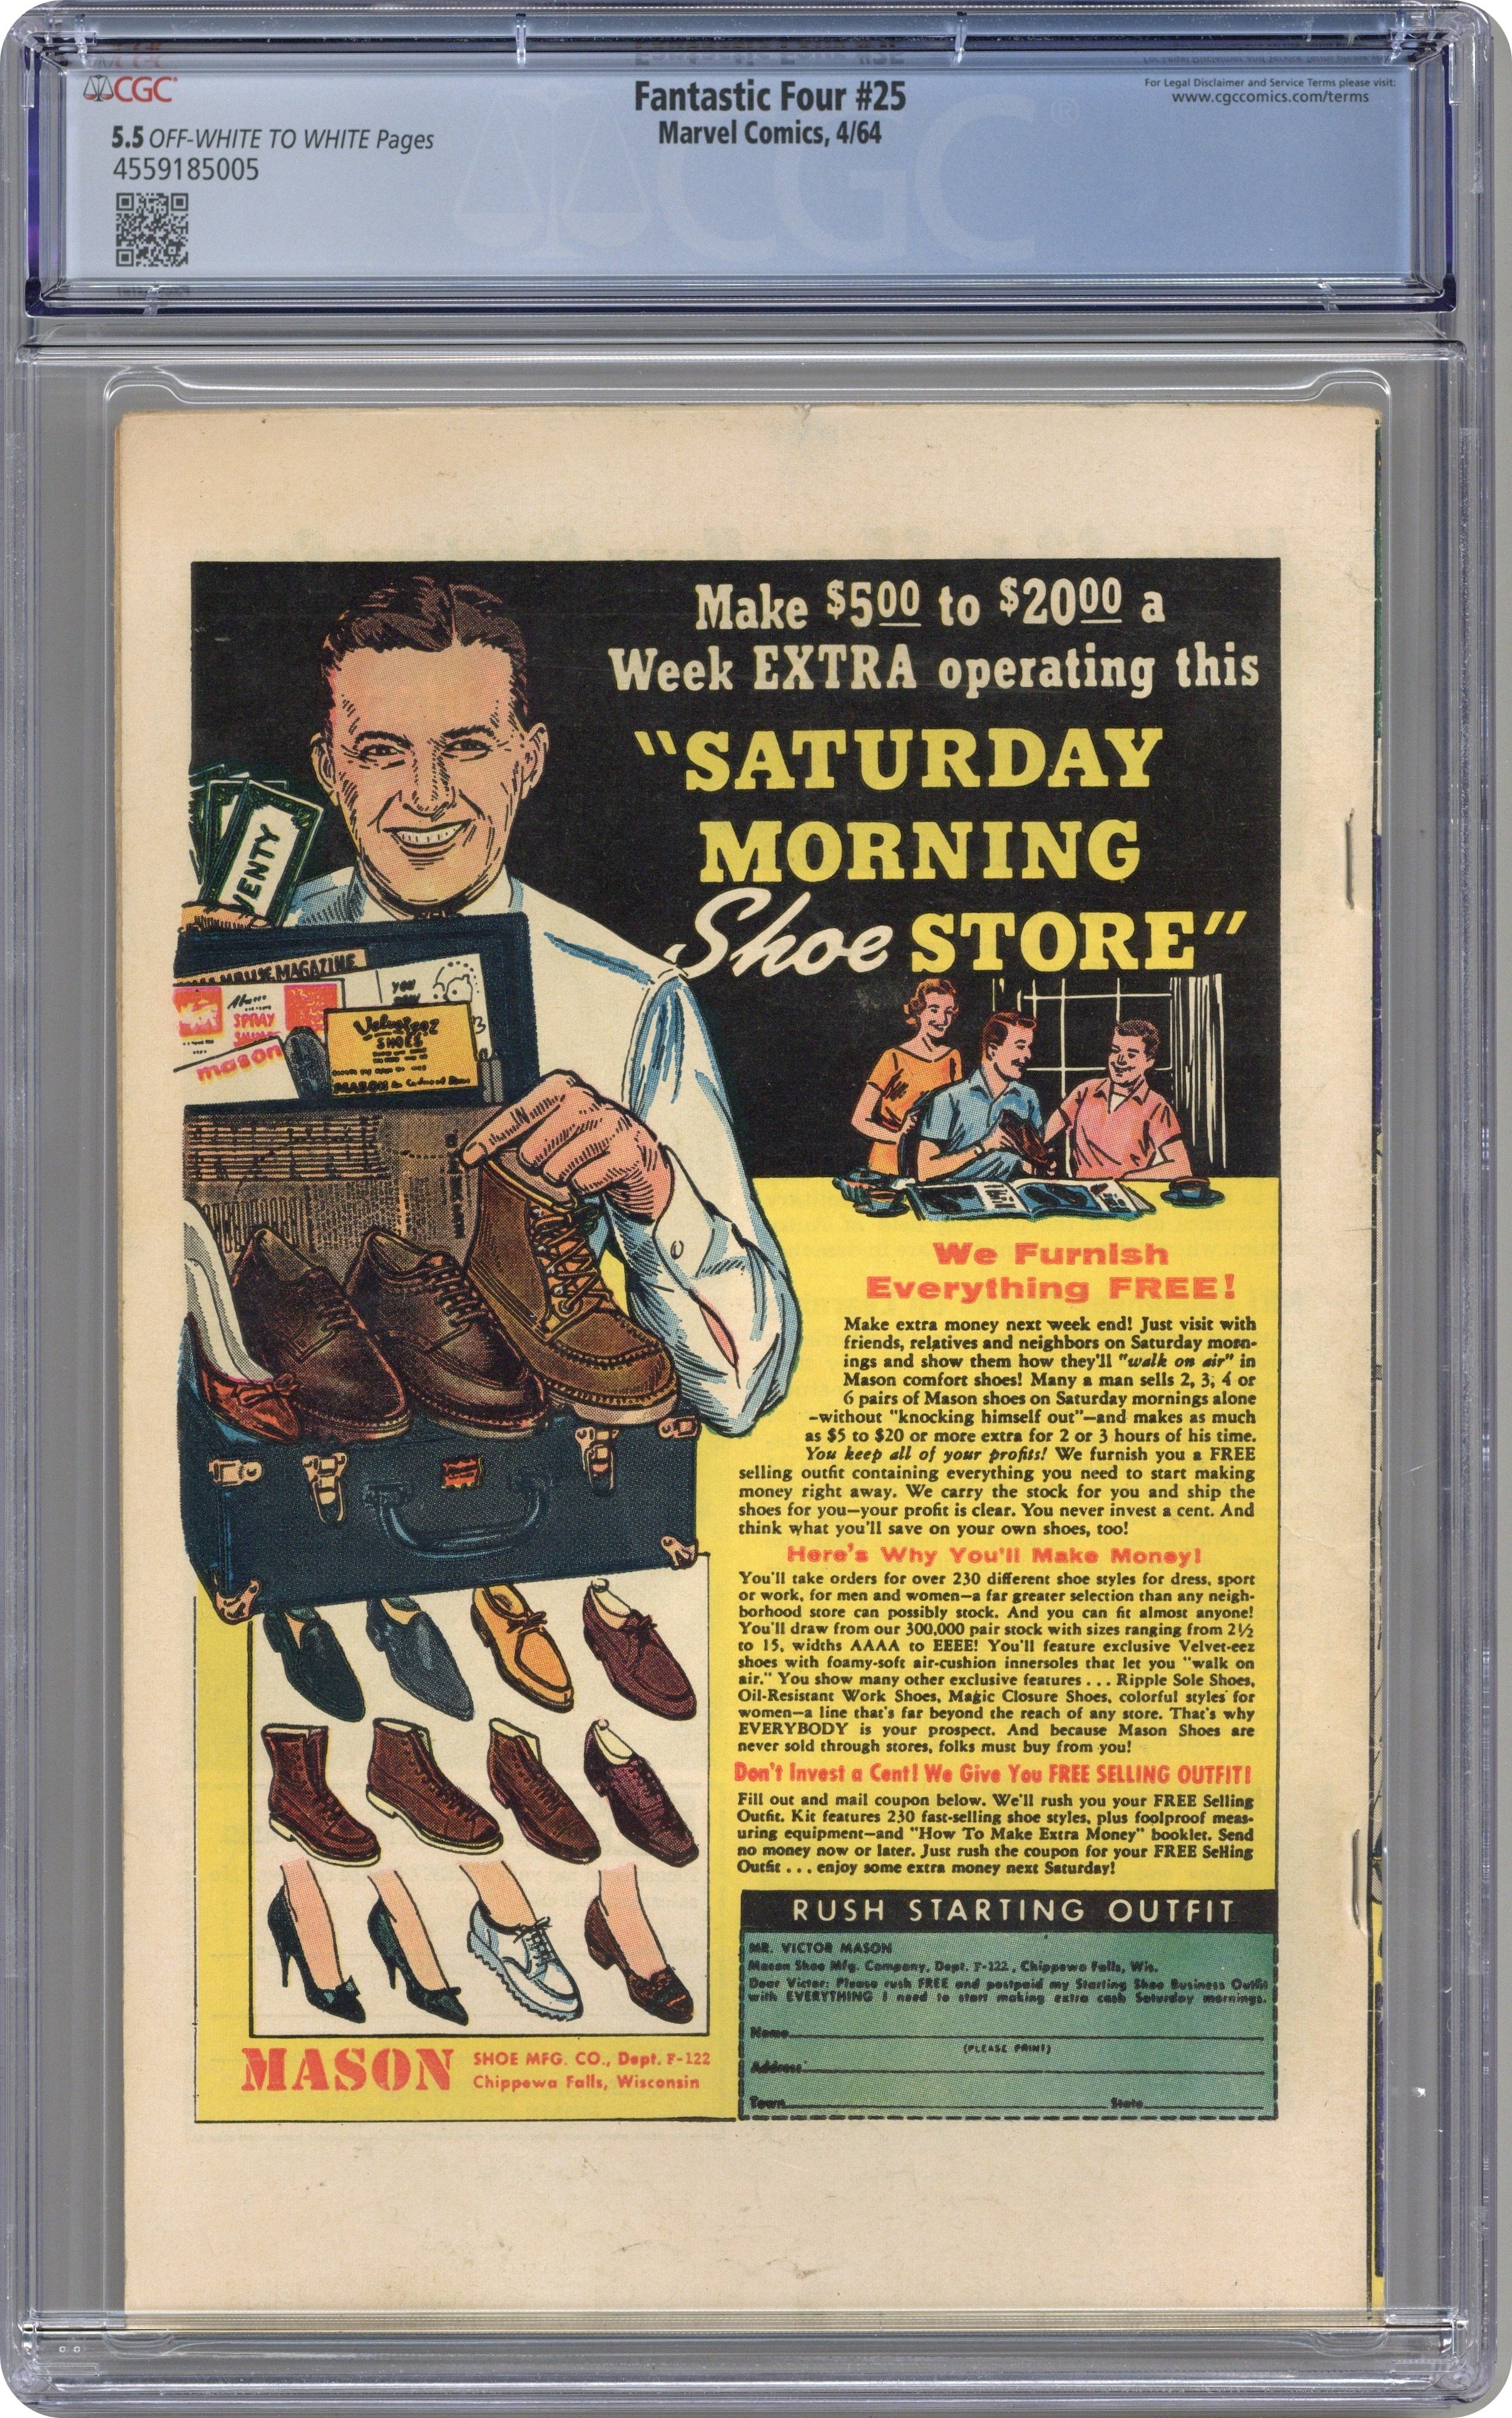 CGC
Fantastic Four #25
Marvel Comics, 4/64
For Legal Disclaimer and Service Terms please visit:
www.cgccomics.com/terms
5.5 OFF-WHITE TO WHITE Pages
4559185005
CGC
Make $5.00 to $20.00 a
Week EXTRA operating this
"SATURDAY
MORNING
Shoe STORE"
VENTY
MAGAZINE
YOU
SPRAY
mason
Velveteez
SHOES
MASON
We Furnish
Everything FREE!
Make extra money next week end! Just visit with
friends, relatives and neighbors on Saturday morn-
ings and show them how they'll "walk on air" in
Mason comfort shoes! Many a man sells 2, 3, 4 or
6 pairs of Mason shoes on Saturday mornings alone
-without "knocking himself out"—and makes as much
as $5 to $20 or more extra for 2 or 3 hours of his time.
You keep all of your profits! We furnish you a FREE
selling outfit containing everything you need to start making
money right away. We carry the stock for you and ship the
shoes for you—your profit is clear. You never invest a cent. And
think what you'll save on your own shoes, too!
Here's Why You'll Make Money!
You'll take orders for over 230 different shoe styles for dress, sport
or work, for men and women—a far greater selection than any neigh-
borhood store can possibly stock. And you can fit almost anyone!
You'll draw from our 300,000 pair stock with sizes ranging from 2½
to 15, widths AAAA to EEEE! You'll feature exclusive Velvet-eez
shoes with foamy-soft air-cushion innersoles that let you "walk on
air." You show many other exclusive features . . . Ripple Sole Shoes,
Oil-Resistant Work Shoes, Magic Closure Shoes, colorful styles for
women—a line that's far beyond the reach of any store. That's why
EVERYBODY is your prospect. And because Mason Shoes are
never sold through stores, folks must buy from you!
Don't Invest a Cent! We Give You FREE SELLING OUTFIT!
Fill out and mail coupon below. We'll rush you your FREE Selling
Outfit. Kit features 230 fast-selling shoe styles, plus foolproof meas-
uring equipment—and "How To Make Extra Money" booklet. Send
no money now or later. Just rush the coupon for your FREE Selling
Outfit . . . enjoy some extra money next Saturday!
RUSH STARTING OUTFIT
MR. VICTOR MASON
Mason Shoe Mfg. Company, Dept. F-122, Chippewa Falls, Wis.
Dear Victor: Please rush FREE and postpaid my Starting Shoe Business Outfit
with EVERYTHING I need to start making extra cash Saturday mornings.
Name
(PLEASE PRINT)
Address
Town State
MASON SHOE MFG. CO., Dept. F-122
Chippewa Falls, Wisconsin